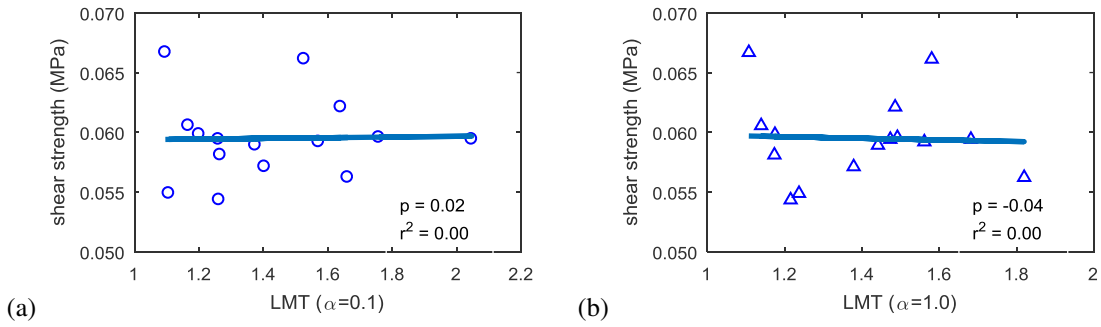 0.070
0.065
0.060
0.055
0.050
shear strength (MPa)
p = 0.02
r² = 0.00
1 1.2 1.4 1.6 1.8 2 2.2
LMT (α=0.1)
(a)
0.070
0.065
0.060
0.055
0.050
shear strength (MPa)
p = -0.04
r² = 0.00
1 1.2 1.4 1.6 1.8 2
LMT (α=1.0)
(b)